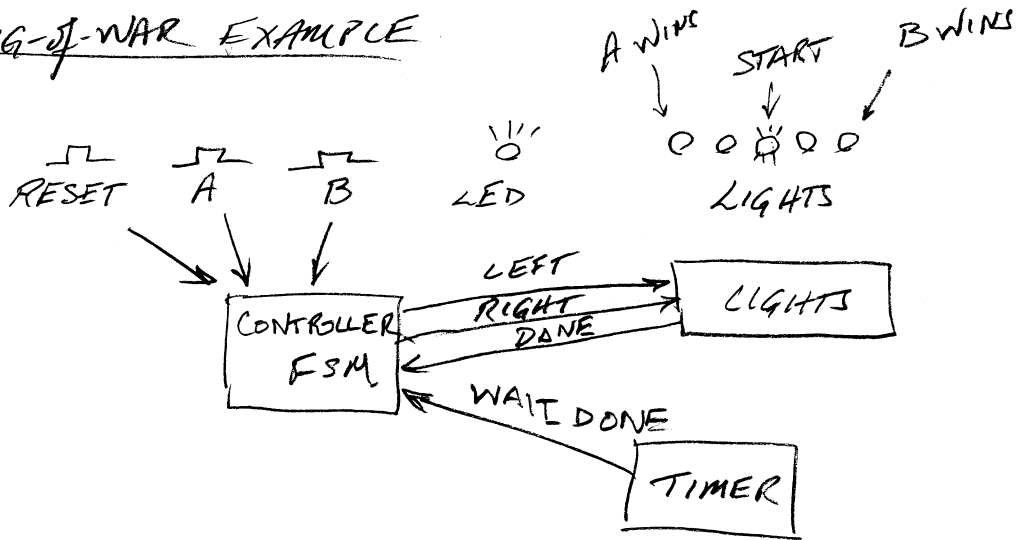 G-of-WAR EXAMPLE
A WINS
START
B WINS
RESET
A
B
LED
LIGHTS
LEFT
RIGHT
DONE
CONTROLLER
FSM
LIGHTS
WAIT DONE
TIMER